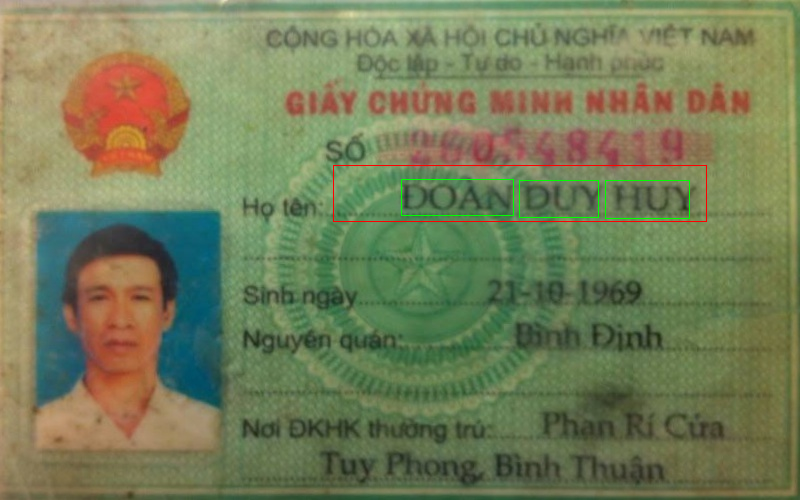 CỘNG HÒA XÃ HỘI CHỦ NGHĨA VIỆT NAM
Độc lập - Tự do - Hạnh phúc
GIẤY CHỨNG MINH NHÂN DÂN
SỐ
Họ tên: ĐOÀN DUY HUY
Sinh ngày 21-10-1969
Nguyên quán: Bình Định
Nơi ĐKHK thường trú: Phan Rí Cửa
Tuy Phong, Bình Thuận